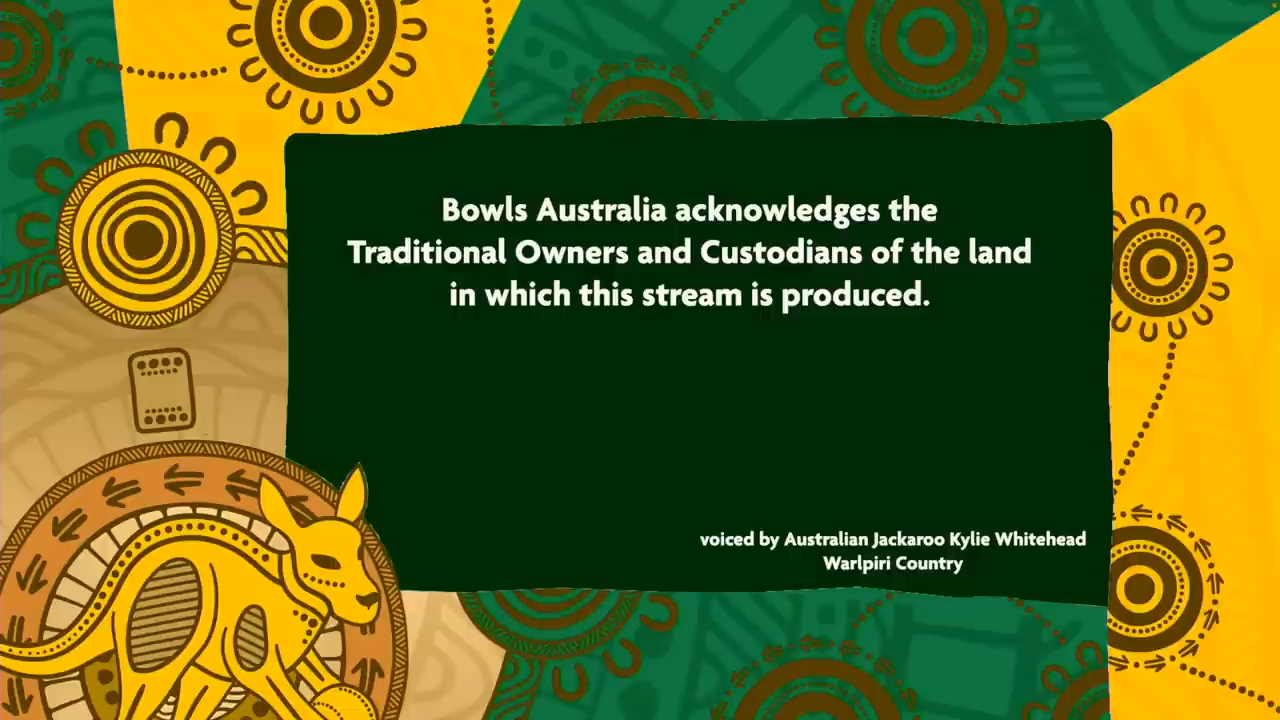 Bowls Australia acknowledges the
Traditional Owners and Custodians of the land
in which this stream is produced.
voiced by Australian Jackaroo Kylie Whitehead
Warlpiri Country